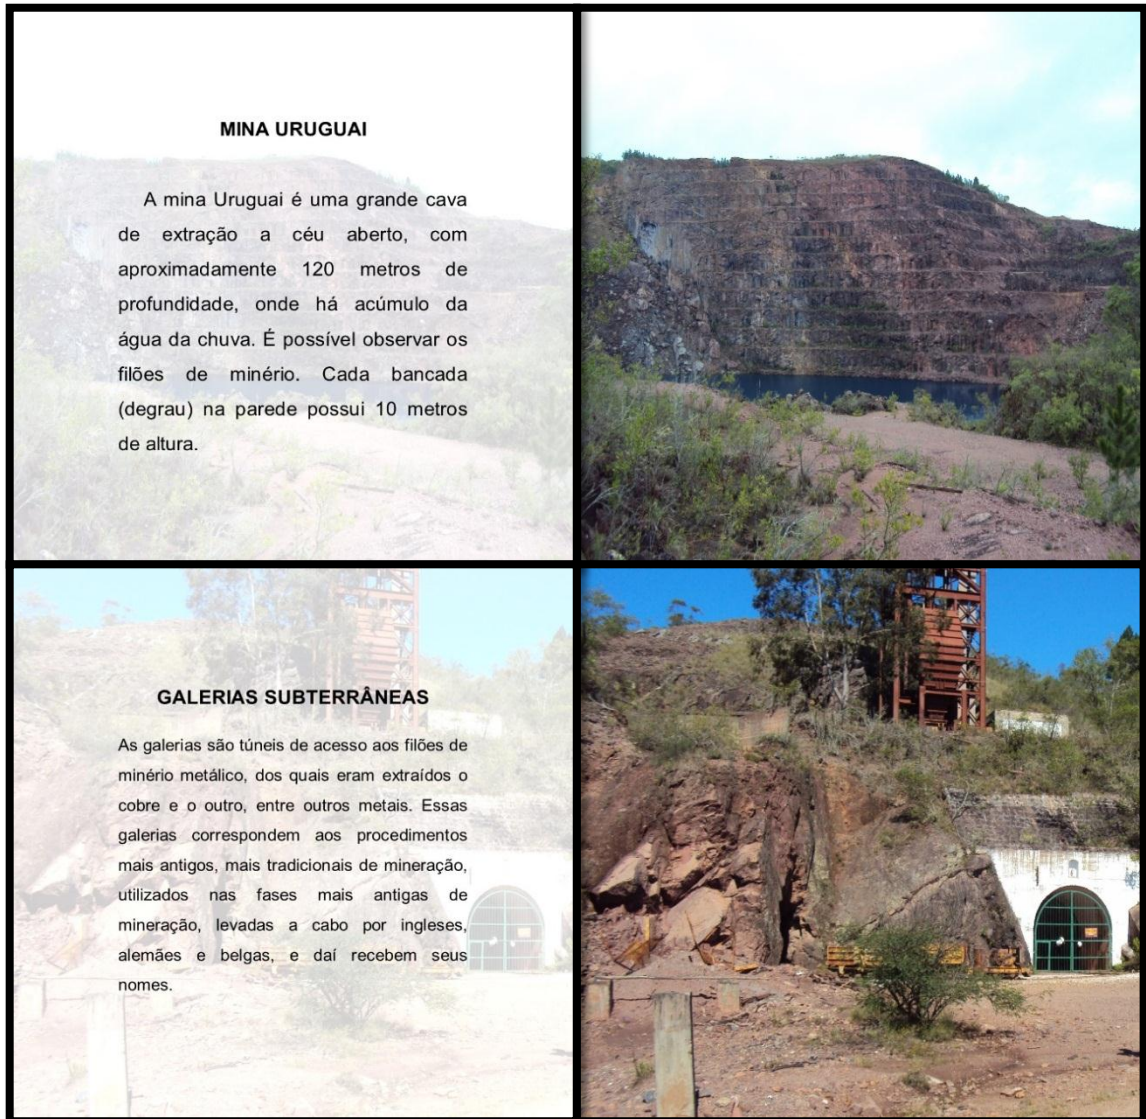 MINA URUGUAI
A mina Uruguai é uma grande cava
de extração a céu aberto, com
aproximadamente 120 metros de
profundidade, onde há acúmulo da
água da chuva. É possível observar os
filões de minério. Cada bancada
(degrau) na parede possui 10 metros
de altura.
GALERIAS SUBTERRÂNEAS
As galerias são túneis de acesso aos filões de
minério metálico, dos quais eram extraídos o
cobre e o outro, entre outros metais. Essas
galerias correspondem aos procedimentos
mais antigos, mais tradicionais de mineração,
utilizados nas fases mais antigas de
mineração, levadas a cabo por ingleses,
alemães e belgas, e daí recebem seus
nomes.